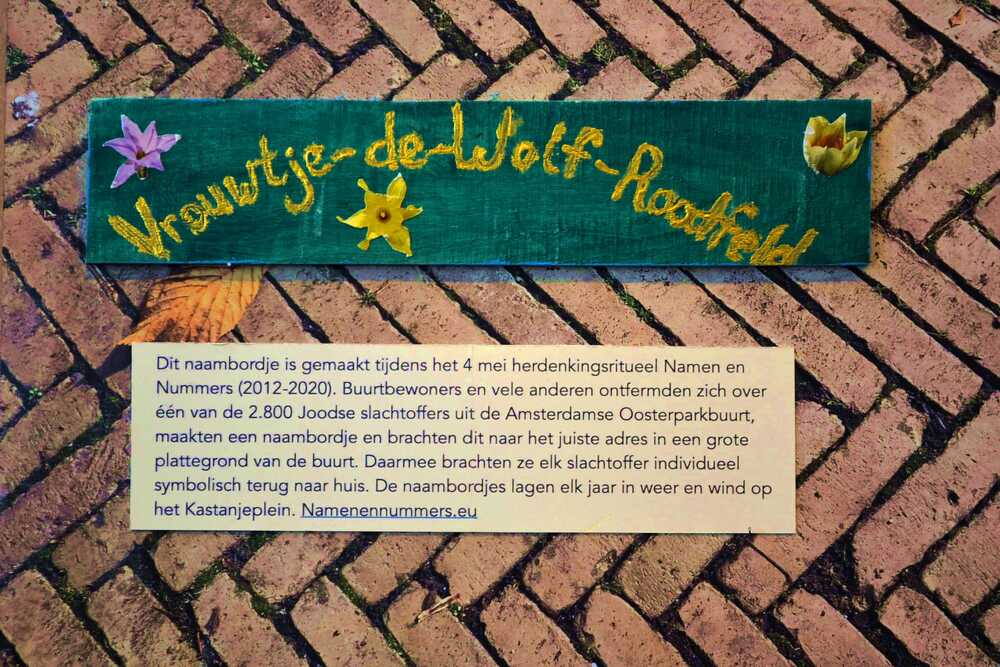 Vrouwtje-de-Wolf-Rootfeld
Dit naambordje is gemaakt tijdens het 4 mei herdenkingsritueel Namen en
Nummers (2012-2020). Buurtbewoners en vele anderen ontfermden zich over
één van de 2.800 Joodse slachtoffers uit de Amsterdamse Oosterparkbuurt,
maakten een naambordje en brachten dit naar het juiste adres in een grote
plattegrond van de buurt. Daarmee brachten ze elk slachtoffer individueel
symbolisch terug naar huis. De naambordjes lagen elk jaar in weer en wind op
het Kastanjeplein. Namenennummers.eu